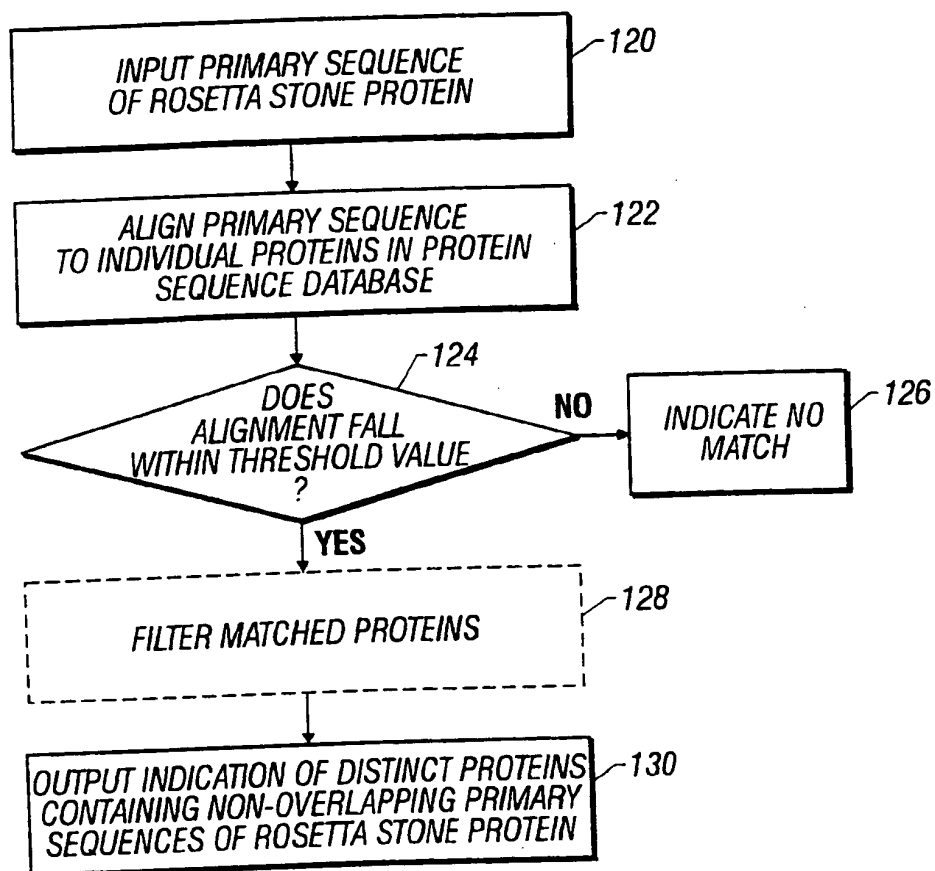 INPUT PRIMARY SEQUENCE
OF ROSETTA STONE PROTEIN
120
ALIGN PRIMARY SEQUENCE
TO INDIVIDUAL PROTEINS IN PROTEIN
SEQUENCE DATABASE
122
124
DOES
ALIGNMENT FALL
WITHIN THRESHOLD VALUE
?
NO
INDICATE NO
MATCH
126
YES
FILTER MATCHED PROTEINS
128
OUTPUT INDICATION OF DISTINCT PROTEINS
CONTAINING NON-OVERLAPPING PRIMARY
SEQUENCES OF ROSETTA STONE PROTEIN
130